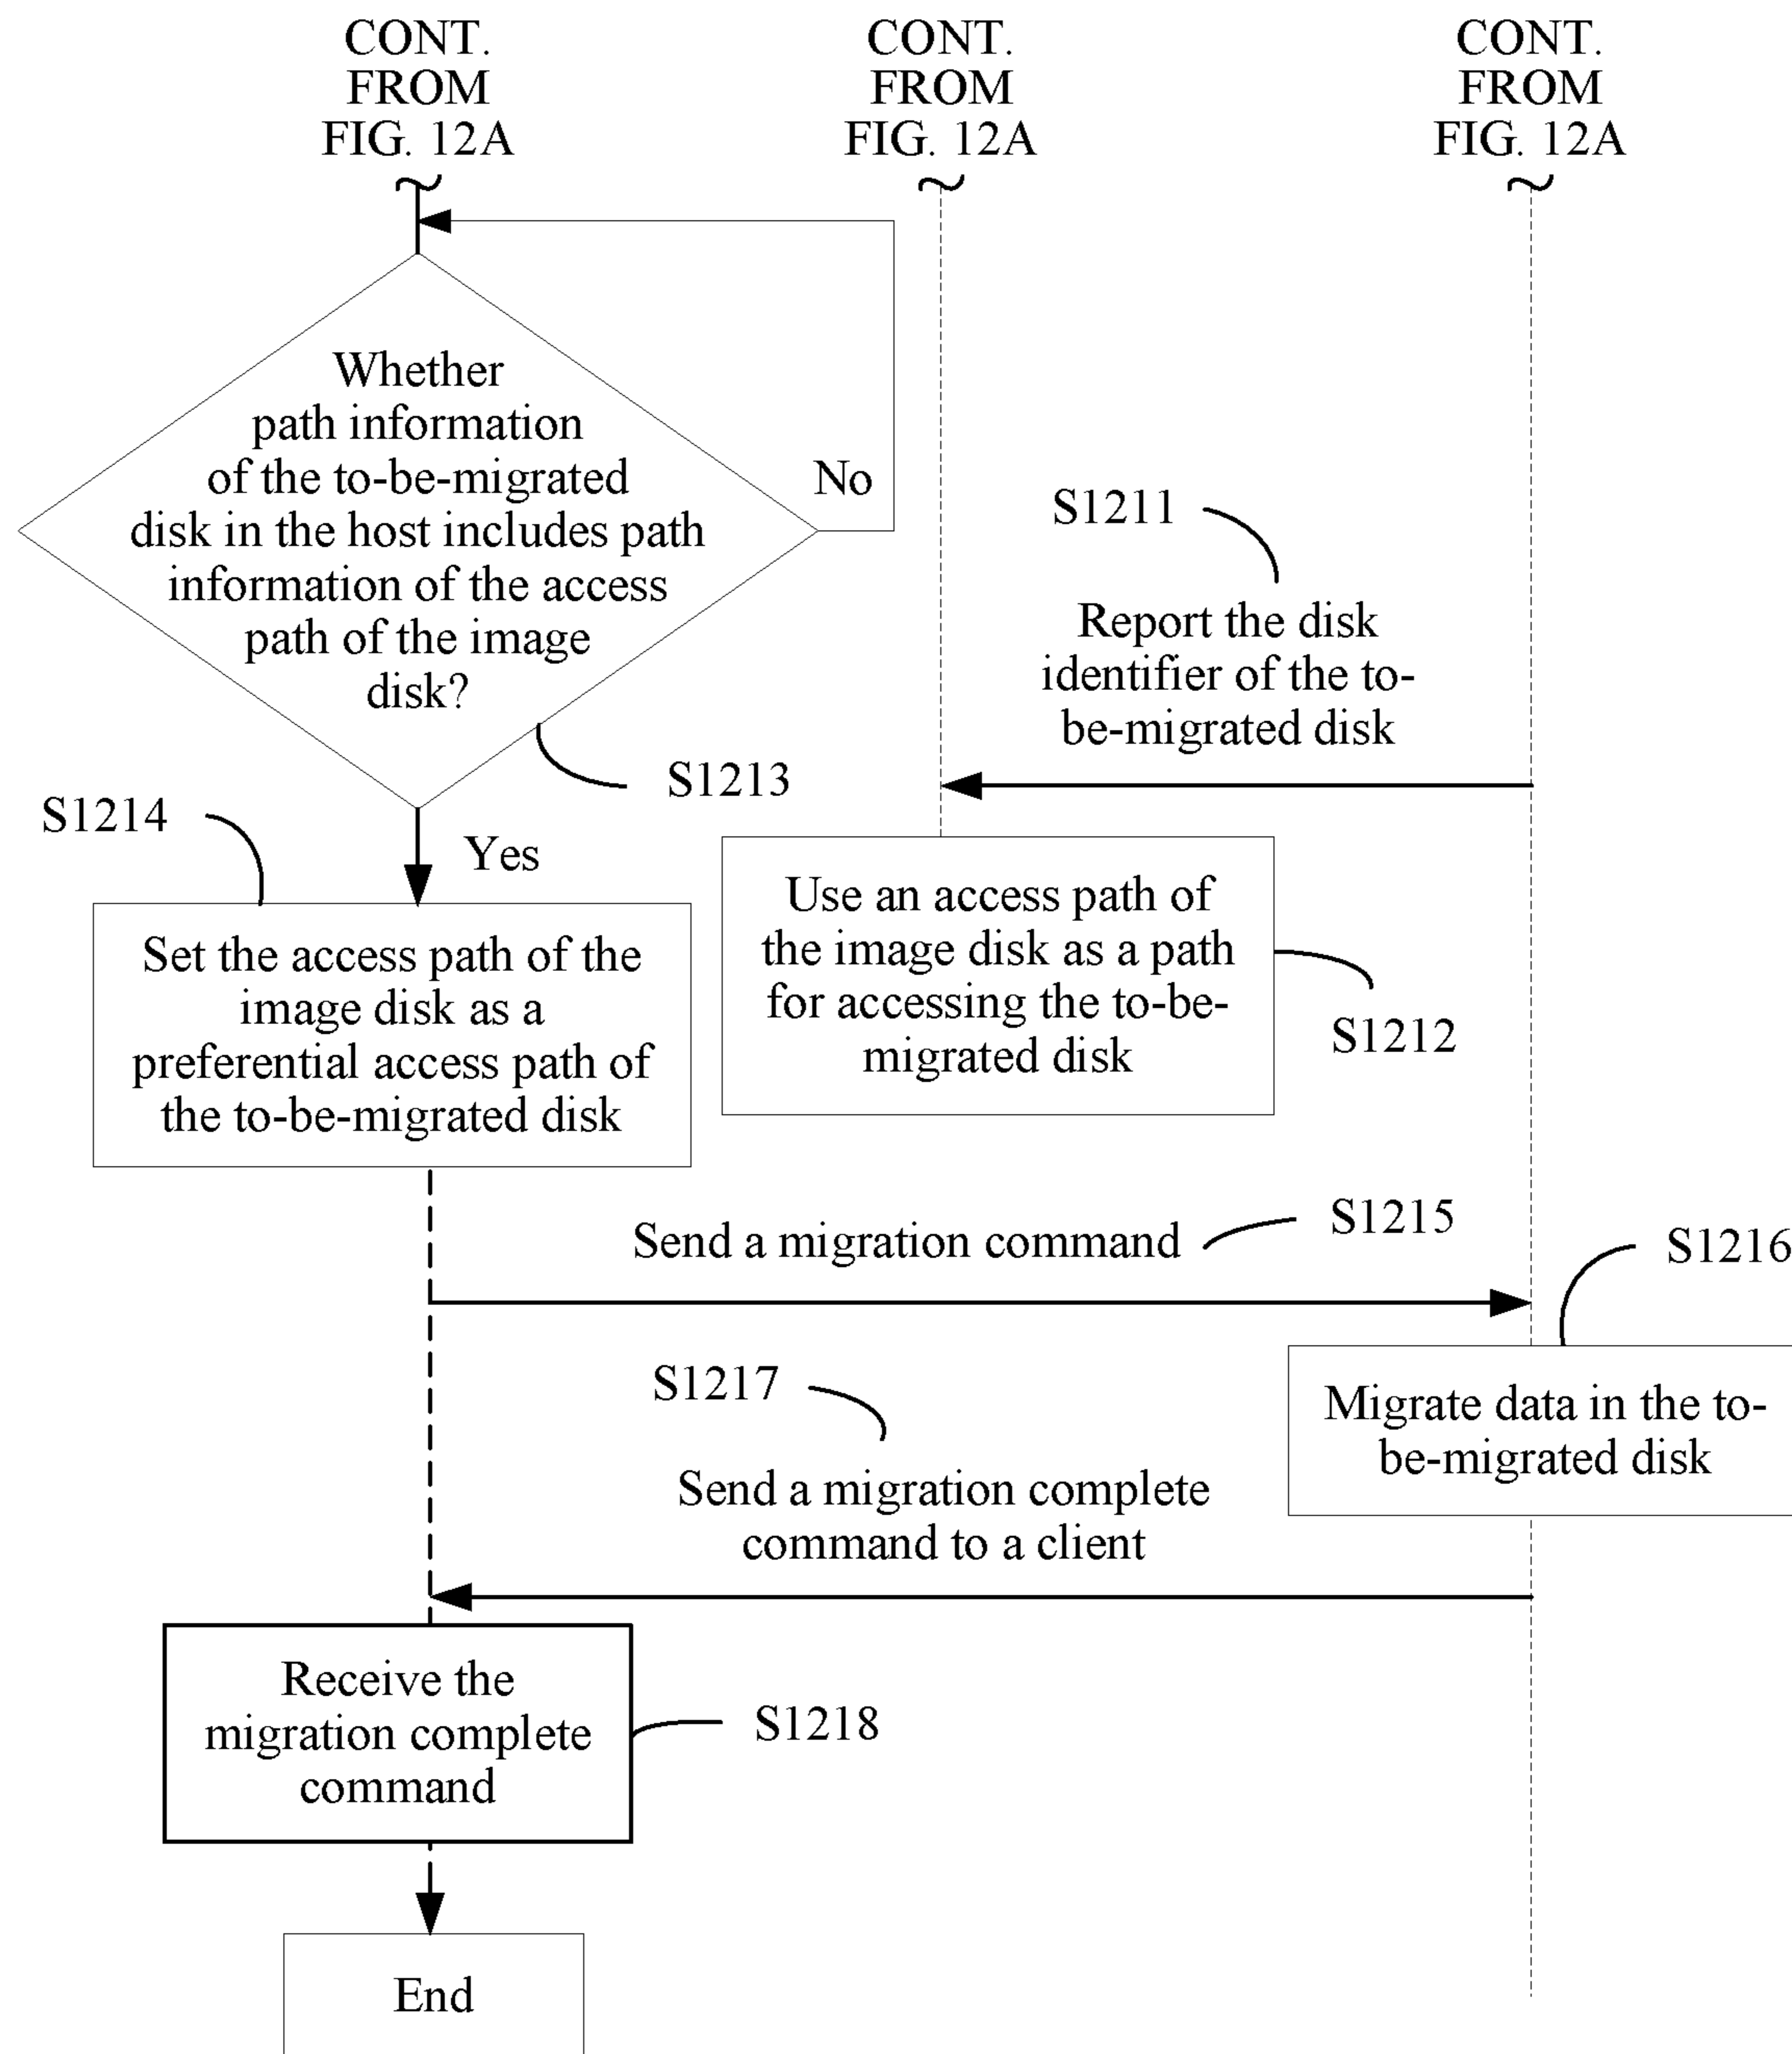 CONT.
FROM
FIG. 12A
CONT.
FROM
FIG. 12A
CONT.
FROM
FIG. 12A
Whether
path information
of the to-be-migrated
disk in the host includes path
information of the access
path of the image
disk?
No
S1211
Report the disk
identifier of the to-
be-migrated disk
S1213
S1214
Yes
Use an access path of
the image disk as a path
for accessing the to-be-
migrated disk
S1212
Set the access path of the
image disk as a
preferential access path of
the to-be-migrated disk
Send a migration command
S1215
S1216
Migrate data in the to-
be-migrated disk
S1217
Send a migration complete
command to a client
Receive the
migration complete
command
S1218
End